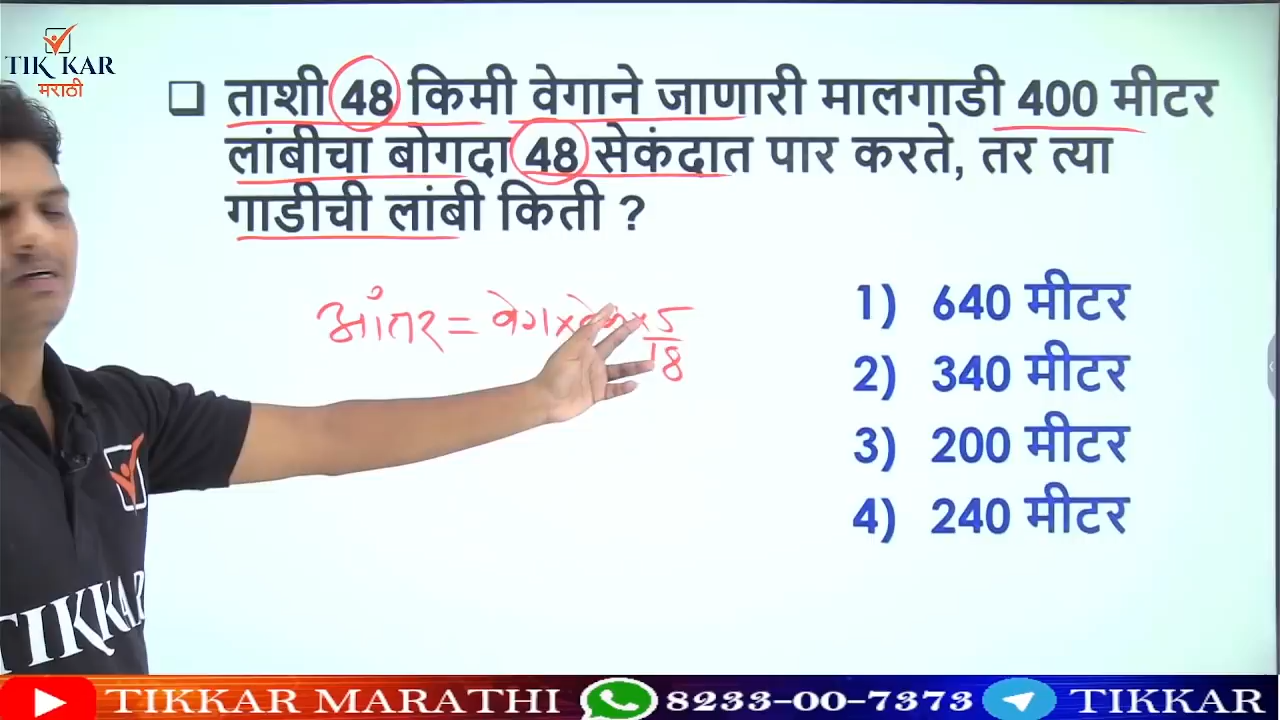 TIK KAR
मराठी
ताशी 48 किमी वेगाने जाणारी मालगाडी 400 मीटर
लांबीचा बोगदा 48 सेकंदात पार करते, तर त्या
गाडीची लांबी किती ?
अंतर = वेग × × 5
18
1) 640 मीटर
2) 340 मीटर
3) 200 मीटर
4) 240 मीटर
TIKKAR MARATHI 8233-00-7373 TIKKAR